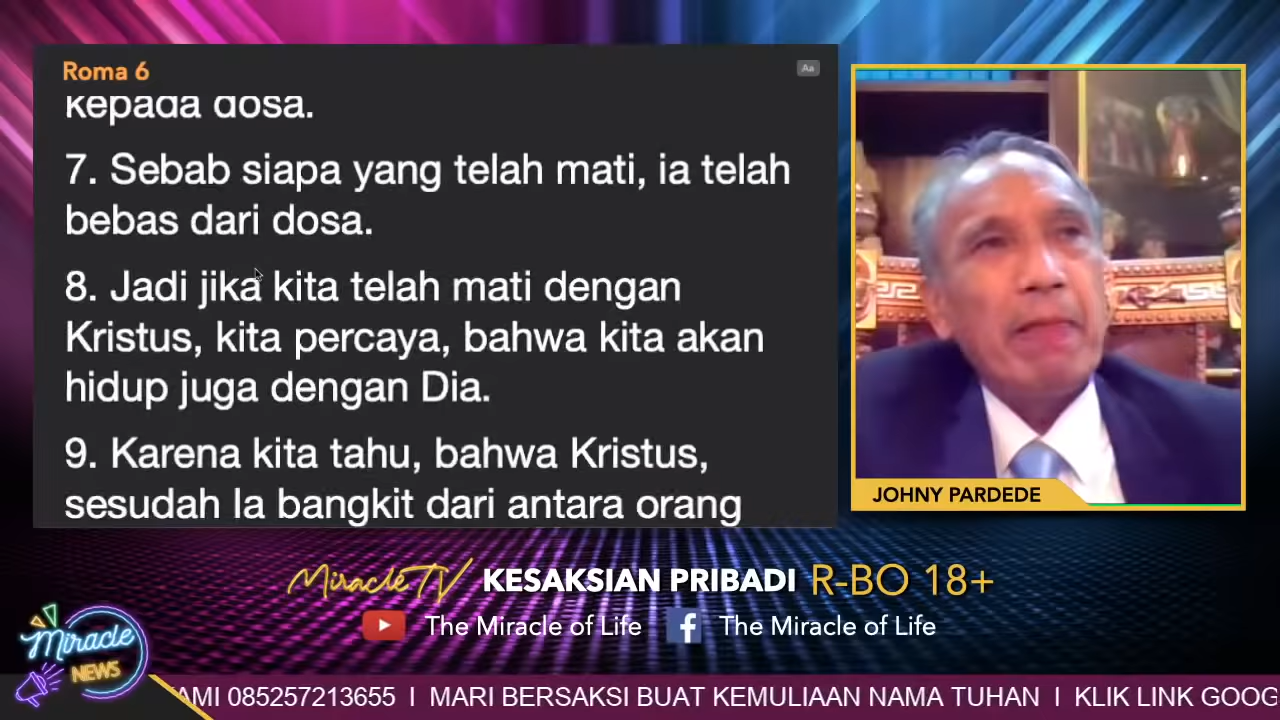 Roma 6
Aa
kepada dosa.
7. Sebab siapa yang telah mati, ia telah
bebas dari dosa.
8. Jadi jika kita telah mati dengan
Kristus, kita percaya, bahwa kita akan
hidup juga dengan Dia.
9. Karena kita tahu, bahwa Kristus,
sesudah Ia bangkit dari antara orang
JOHNY PARDEDE
Miracle TV KESAKSIAN PRIBADI R-BO 18+
The Miracle of Life f The Miracle of Life
Miracle
NEWS
AMI 085257213655 I MARI BERSAKSI BUAT KEMULIAAN NAMA TUHAN I KLIK LINK GOOG